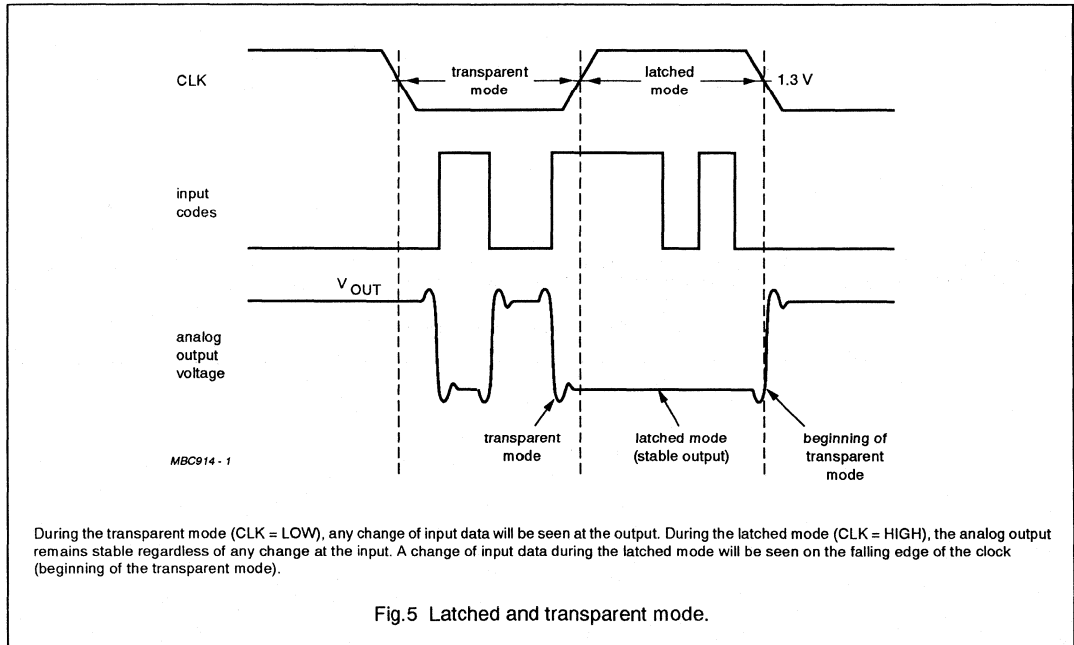 CLK
transparent
mode
latched
mode
1.3 V
input
codes
V OUT
analog
output
voltage
transparent
mode
latched mode
(stable output)
beginning of
transparent
mode
MBC914 - 1
During the transparent mode (CLK = LOW), any change of input data will be seen at the output. During the latched mode (CLK = HIGH), the analog output
remains stable regardless of any change at the input. A change of input data during the latched mode will be seen on the falling edge of the clock
(beginning of the transparent mode).
Fig.5 Latched and transparent mode.